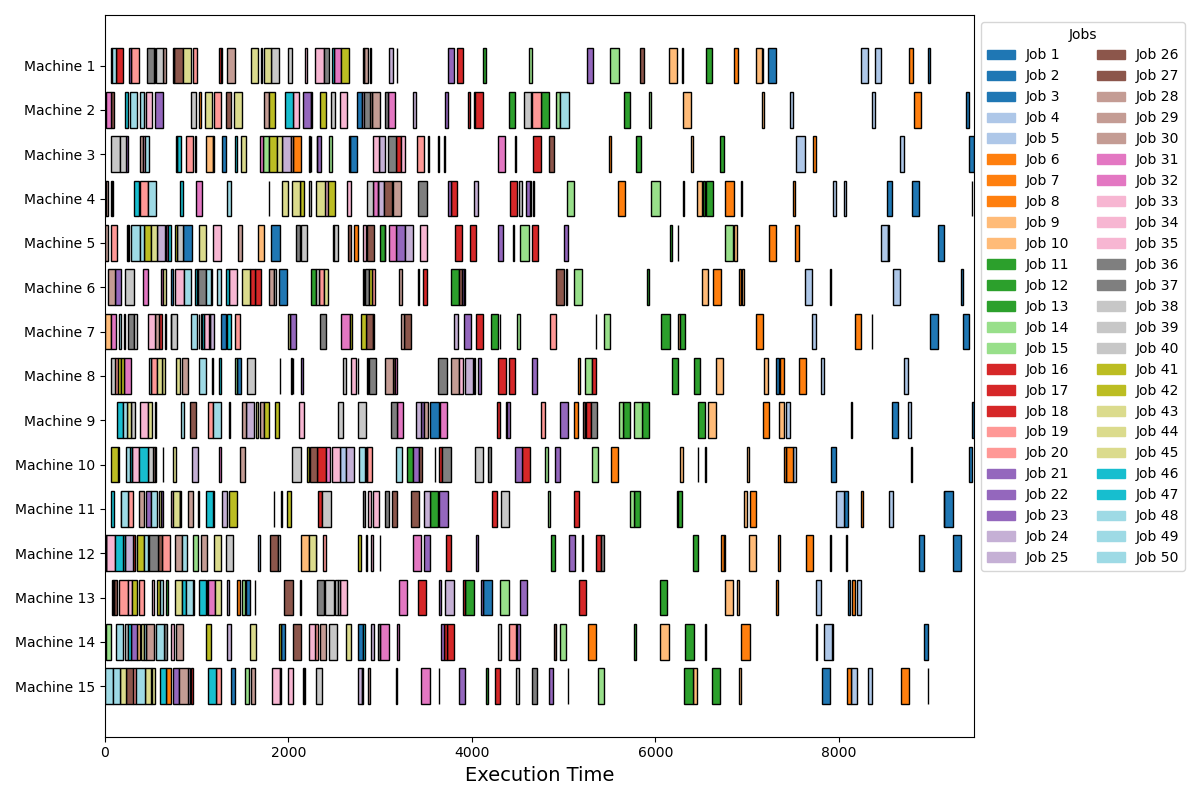 Machine 1
Machine 2
Machine 3
Machine 4
Machine 5
Machine 6
Machine 7
Machine 8
Machine 9
Machine 10
Machine 11
Machine 12
Machine 13
Machine 14
Machine 15
0 2000 4000 6000 8000
Execution Time
Jobs
Job 1 Job 26
Job 2 Job 27
Job 3 Job 28
Job 4 Job 29
Job 5 Job 30
Job 6 Job 31
Job 7 Job 32
Job 8 Job 33
Job 9 Job 34
Job 10 Job 35
Job 11 Job 36
Job 12 Job 37
Job 13 Job 38
Job 14 Job 39
Job 15 Job 40
Job 16 Job 41
Job 17 Job 42
Job 18 Job 43
Job 19 Job 44
Job 20 Job 45
Job 21 Job 46
Job 22 Job 47
Job 23 Job 48
Job 24 Job 49
Job 25 Job 50